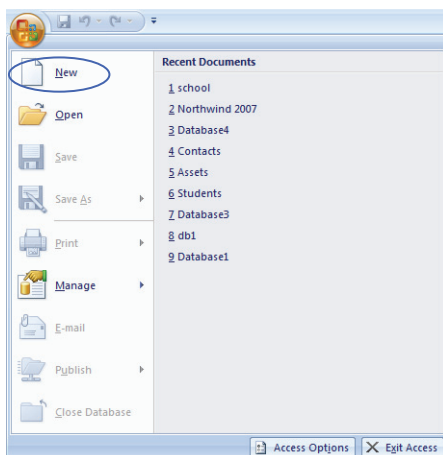 New
Open
Save
Save As
Print
Manage
E-mail
Publish
Close Database
Recent Documents
1 school
2 Northwind 2007
3 Database4
4 Contacts
5 Assets
6 Students
7 Database3
8 db1
9 Database1
Access Options
Exit Access